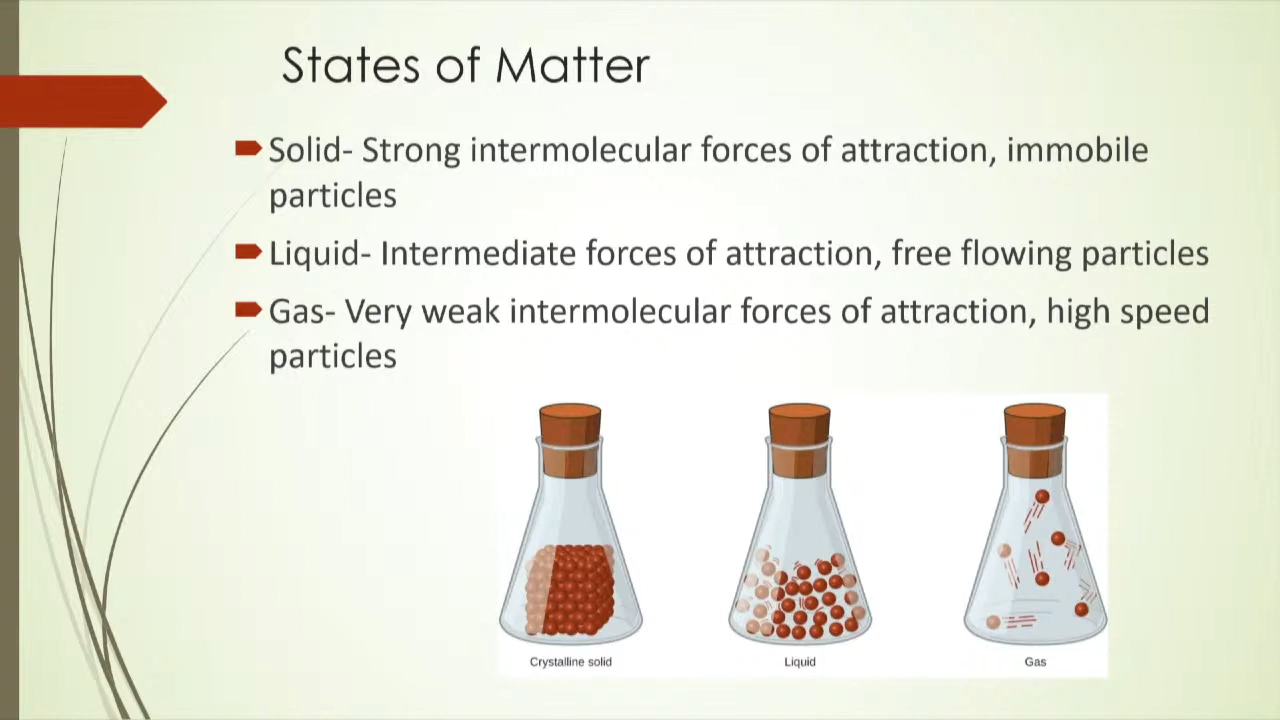 States of Matter
Solid- Strong intermolecular forces of attraction, immobile
particles
Liquid- Intermediate forces of attraction, free flowing particles
Gas- Very weak intermolecular forces of attraction, high speed
particles
Crystalline solid
Liquid
Gas